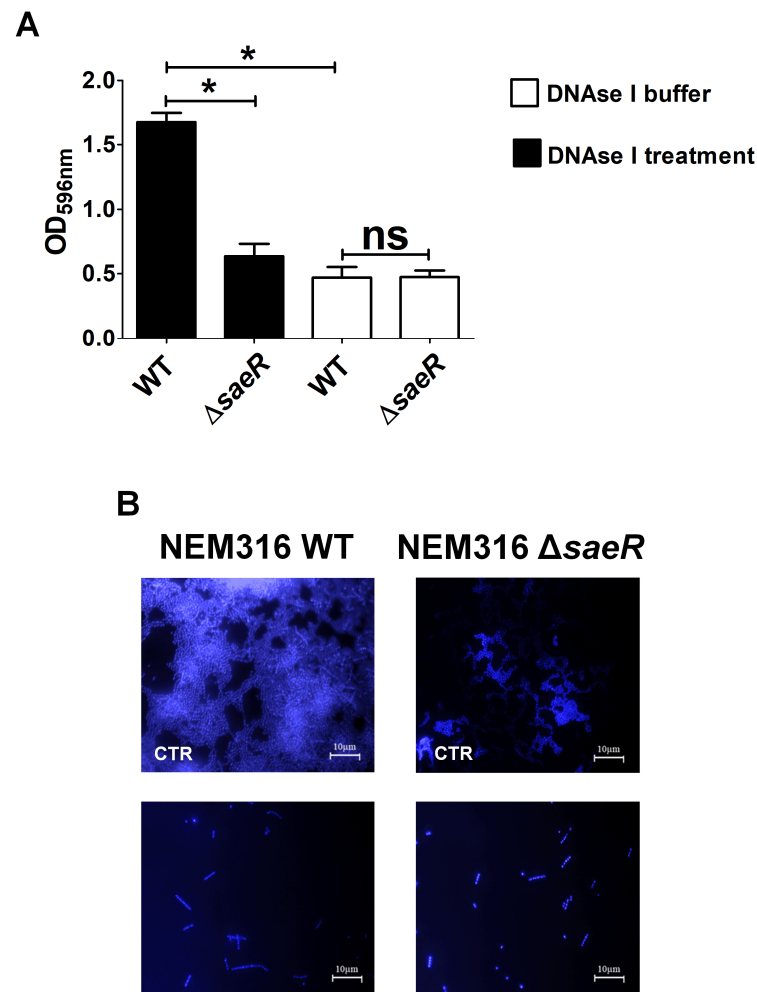 A
*
*
2.0
1.5
1.0
0.5
0.0
OD596nm
ns
WT
ΔsaeR
WT
ΔsaeR
DNAse I buffer
DNAse I treatment
B
NEM316 WT
NEM316 ΔsaeR
CTR
10μm
CTR
10μm
10μm
10μm